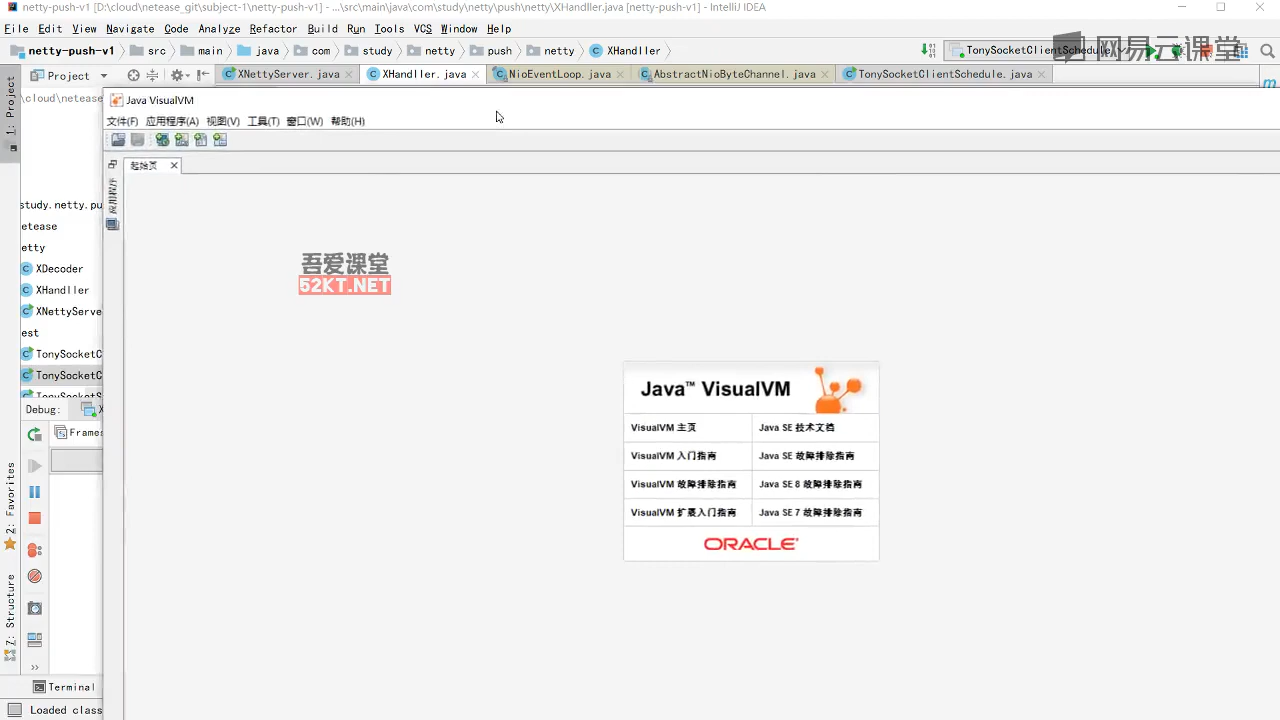 netty-push-v1 [D:\cloud\netease_git\subject-1\netty-push-v1] - ...\src\main\java\com\study\netty\push\netty\XHandller.java [netty-push-v1] - IntelliJ IDEA
File Edit View Navigate Code Analyze Refactor Build Run Tools VCS Window Help
netty-push-v1 src main java com study netty push netty XHandller TonySocketClientSchedule
网易云课堂
Project XNettyServer.java XHandller.java NioEventLoop.java AbstractNioByteChannel.java TonySocketClientSchedule.java
1: Project
\cloud\netease
Java VisualVM
文件(F) 应用程序(A) 视图(V) 工具(T) 窗口(W) 帮助(H)
起始页
应用程序
study.netty.pu
etease
etty
XDecoder
XHandller
XNettyServe
est
TonySocketC
TonySocketC
TonySocketS
吾爱课堂
52KT.NET
Java™ VisualVM
VisualVM 主页 Java SE 技术文档
VisualVM 入门指南 Java SE 故障排除指南
VisualVM 故障排除指南 Java SE 8 故障排除指南
VisualVM 扩展入门指南 Java SE 7 故障排除指南
ORACLE
Debug: X
Frames
2: Favorites
7: Structure
Terminal
Loaded class